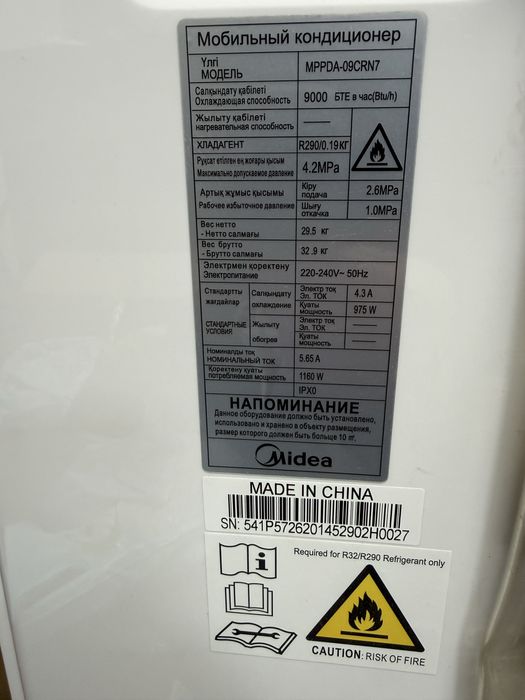 Мобильный кондиционер
Үлгі
МОДЕЛЬ
MPPDA-09CRN7
Салқындату қабілеті
Охлаждающая способность
9000 БТЕ в час(Btu/h)
Жылыту қабілеті
нагревательная способность
ХЛАДАГЕНТ
R290/0.19КГ
Рұқсат етілген ең жоғары қысым
Максимально допускаемое давление
4.2MPa
Артық жұмыс қысымы
Рабочее избыточное давление
Кіру
подача
2.6MPa
Шығу
откачка
1.0MPa
Вес нетто
- Нетто салмағы
29.5 кг
Вес брутто
- Брутто салмағы
32.9 кг
Электрмен қоректену
Электропитание
220-240V~ 50Hz
Стандартты
жағдайлар
СТАНДАРТНЫЕ
УСЛОВИЯ
Салқындату
охлаждение
Электр тоқ
Эл. ТОК
4.3 A
Қуаты
мощность
975 W
Жылыту
обогрев
Электр тоқ
Эл. ТОК
Қуаты
мощность
Номиналды тоқ
НОМИНАЛЬНЫЙ ТОК
5.65 A
Қоректену қуаты
потребляемая мощность
1160 W
IPX0
НАПОМИНАНИЕ
Данное оборудование должно быть установлено,
использовано и хранено в объекту размещения,
размер которого должен быть больше 10 m².
Midea
MADE IN CHINA
SN: 541P5726201452902H0027
Required for R32/R290 Refrigerant only
CAUTION: RISK OF FIRE